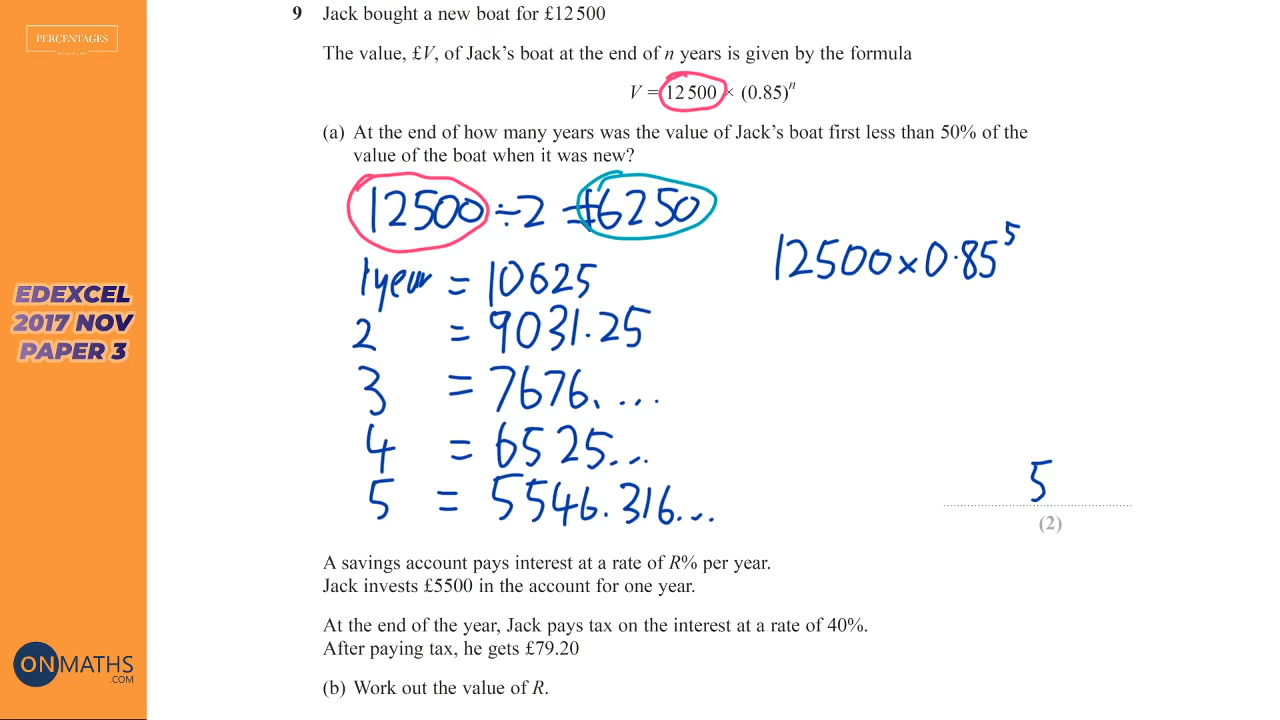 PERCENTAGES
9 Jack bought a new boat for £12 500
The value, £V, of Jack's boat at the end of n years is given by the formula
V = 12 500 × (0.85)ⁿ
(a) At the end of how many years was the value of Jack's boat first less than 50% of the
value of the boat when it was new?
12500 ÷ 2 = £6250
12500 × 0.85⁵
1 year = 10625
2 = 9031.25
3 = 7676. ...
4 = 6525...
5 = 5546.316...
5
(2)
EDEXCEL
2017 NOV
PAPER 3
A savings account pays interest at a rate of R% per year.
Jack invests £5500 in the account for one year.
At the end of the year, Jack pays tax on the interest at a rate of 40%.
After paying tax, he gets £79.20
(b) Work out the value of R.
ONMATHS
.COM